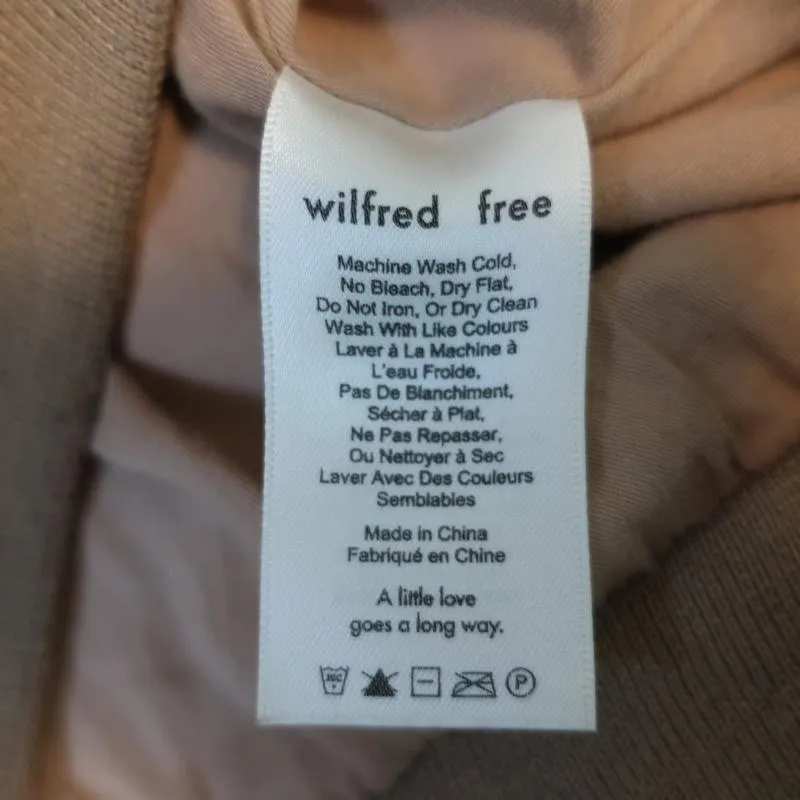 wilfred free
Machine Wash Cold,
No Bleach, Dry Flat,
Do Not Iron, Or Dry Clean
Wash With Like Colours
Laver à La Machine à
L'eau Froide,
Pas De Blanchiment,
Sécher à Plat,
Ne Pas Repasser,
Ou Nettoyer à Sec
Laver Avec Des Couleurs
Semblables
Made in China
Fabriqué en Chine
A little love
goes a long way.
30C
P